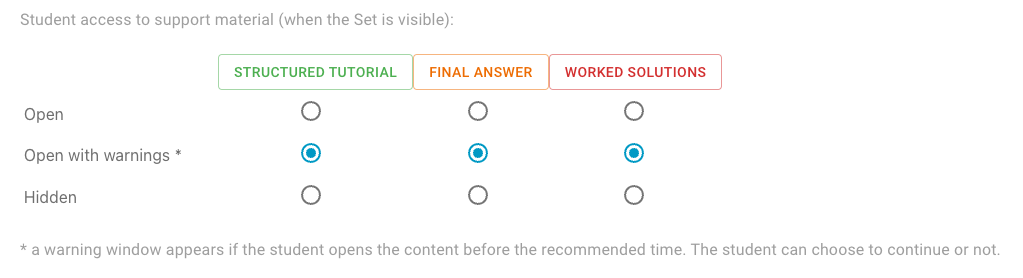 Student access to support material (when the Set is visible):
STRUCTURED TUTORIAL FINAL ANSWER WORKED SOLUTIONS
Open
Open with warnings *
Hidden
* a warning window appears if the student opens the content before the recommended time. The student can choose to continue or not.